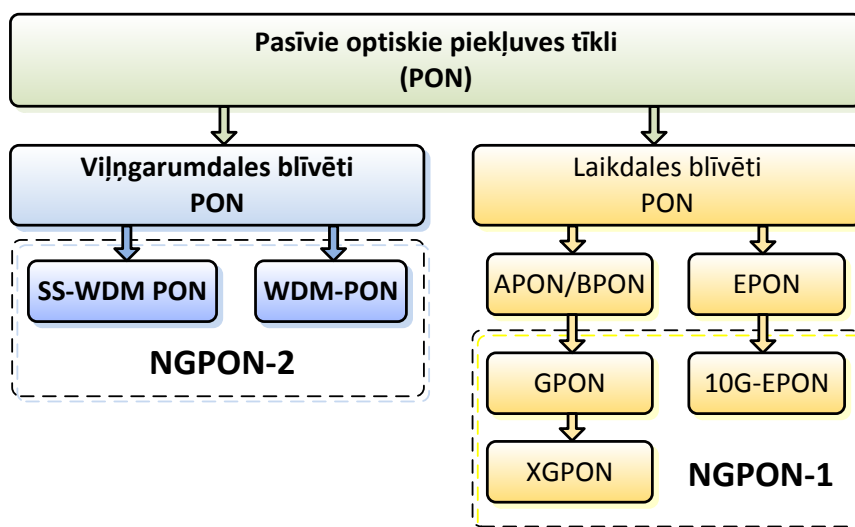 Pasīvie optiskie piekļuves tīkli
(PON)
Viļņgarumdales blīvēti
PON
Laikdales blīvēti
PON
SS-WDM PON
WDM-PON
NGPON-2
APON/BPON
EPON
GPON
10G-EPON
XGPON
NGPON-1